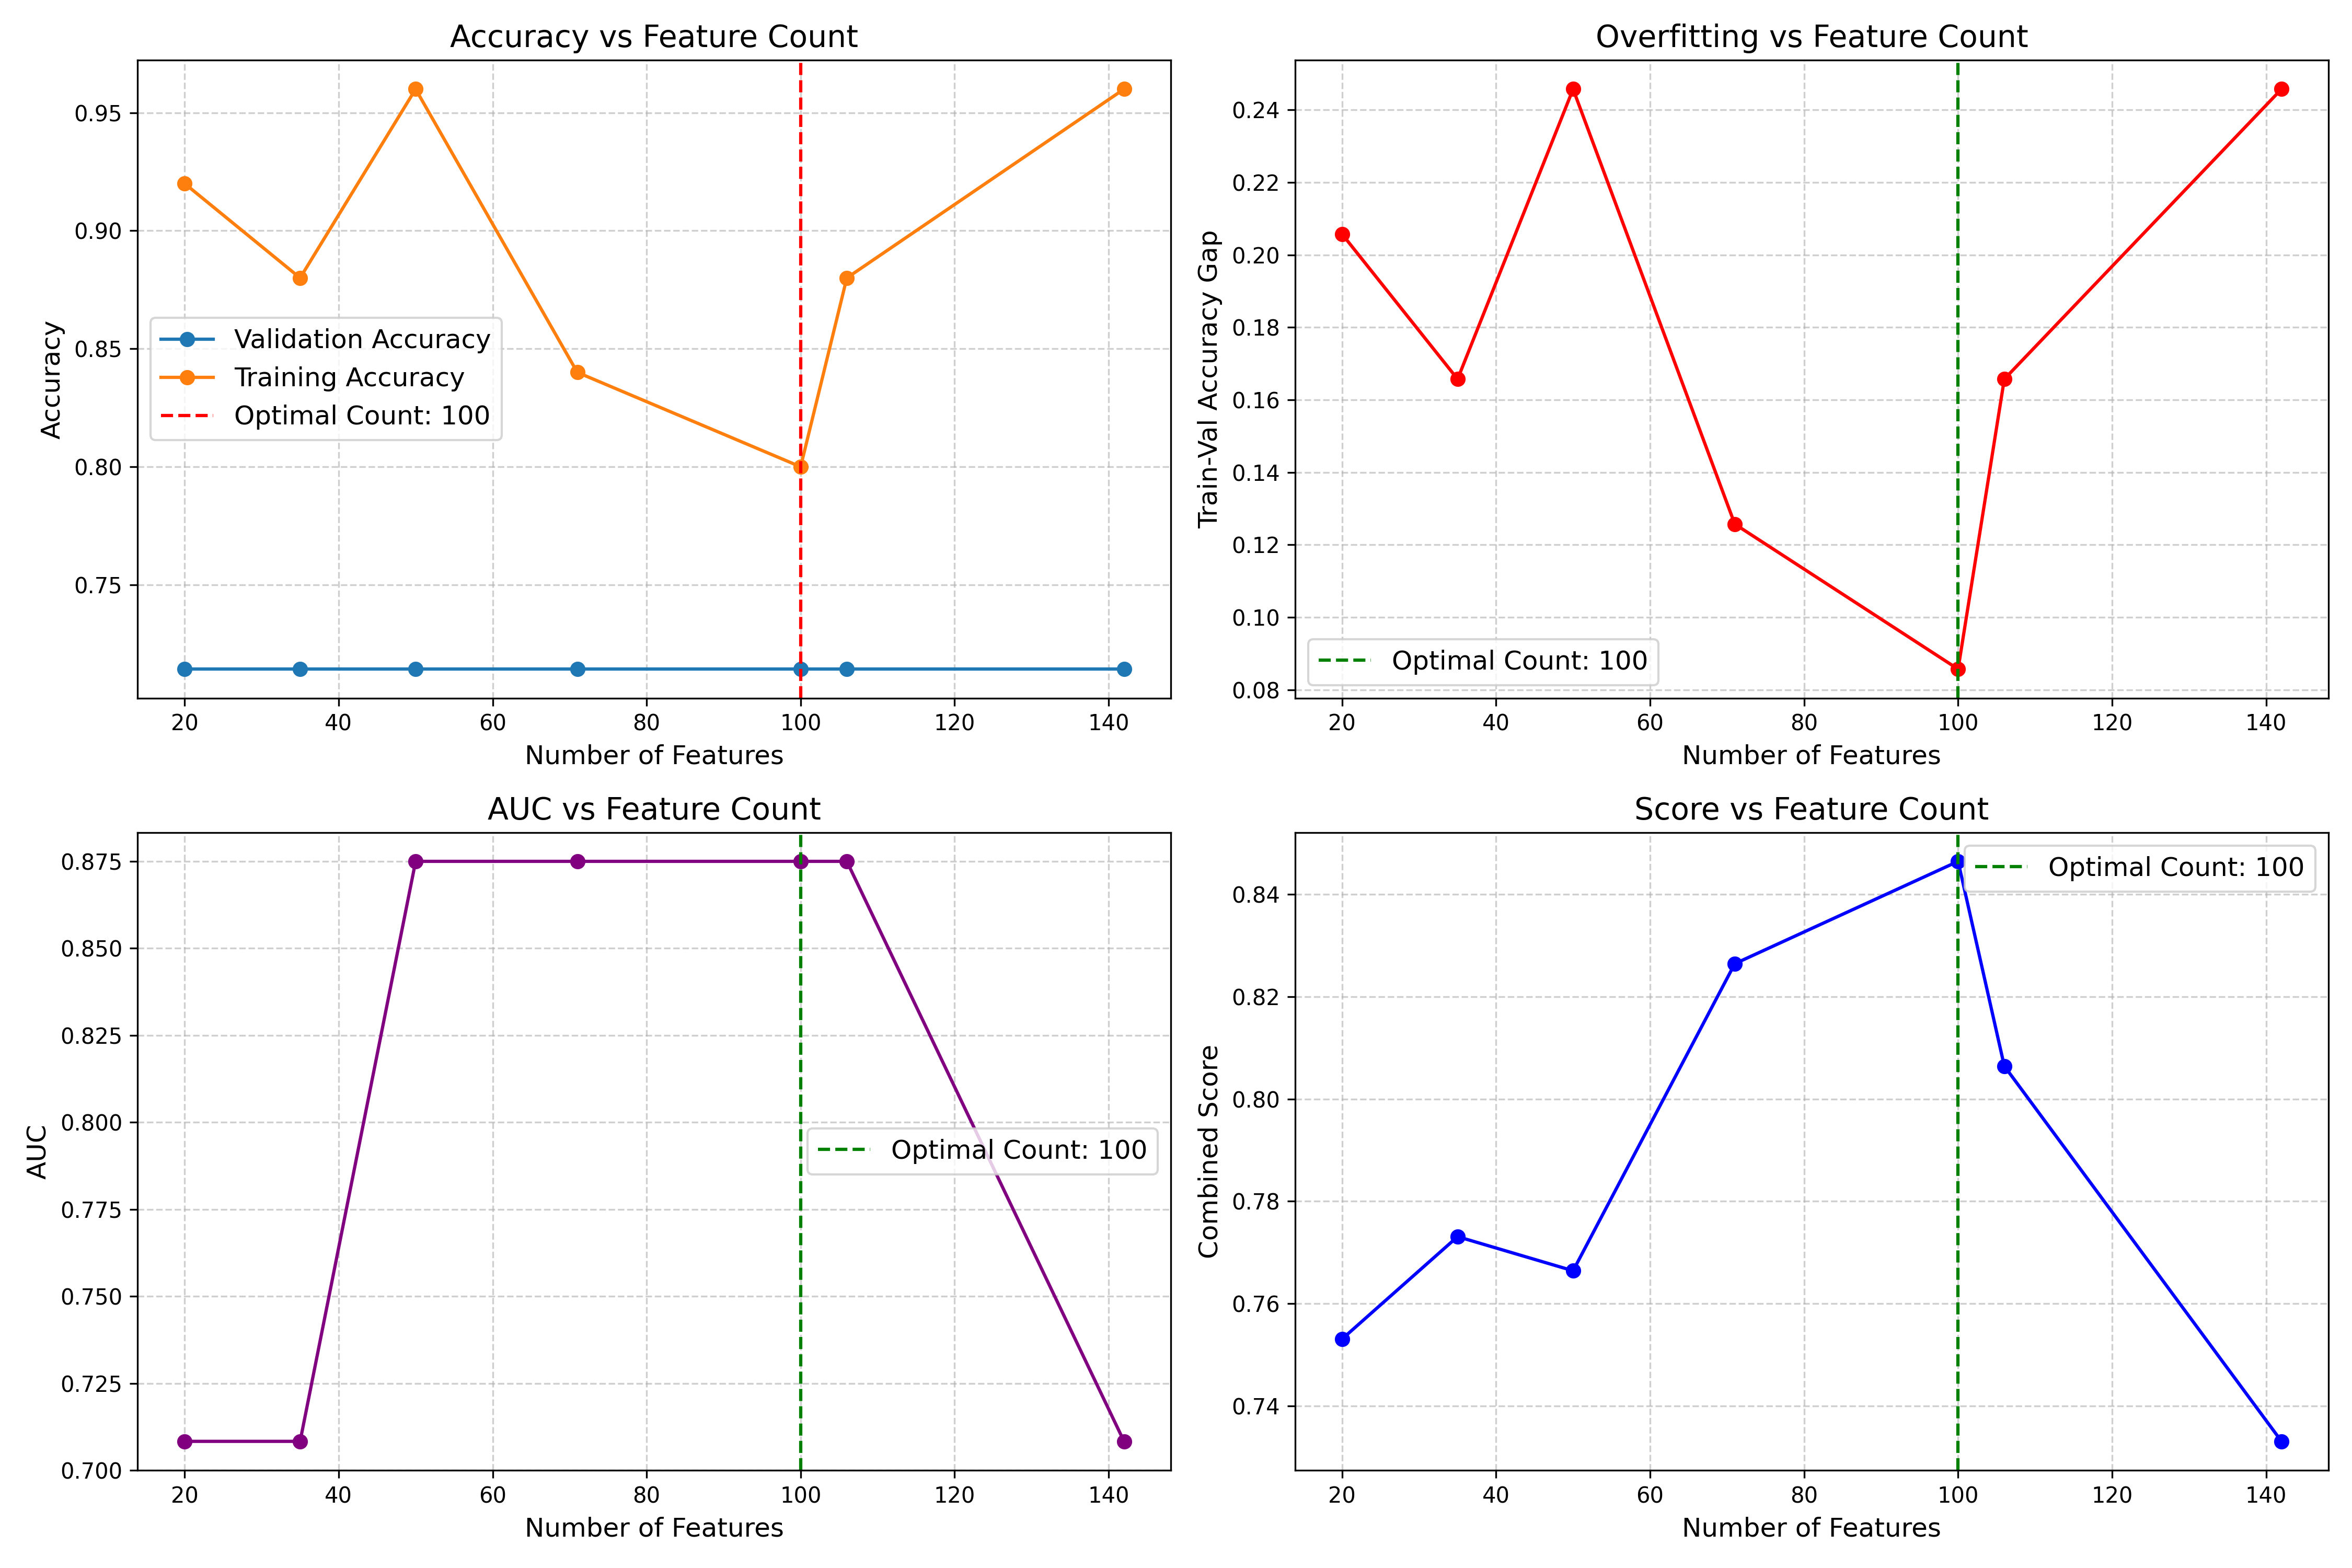 Accuracy vs Feature Count
Accuracy
0.95
0.90
0.85
0.80
0.75
Validation Accuracy
Training Accuracy
Optimal Count: 100
20 40 60 80 100 120 140
Number of Features
Overfitting vs Feature Count
Train-Val Accuracy Gap
0.24
0.22
0.20
0.18
0.16
0.14
0.12
0.10
0.08
Optimal Count: 100
20 40 60 80 100 120 140
Number of Features
AUC vs Feature Count
AUC
0.875
0.850
0.825
0.800
0.775
0.750
0.725
0.700
Optimal Count: 100
20 40 60 80 100 120 140
Number of Features
Score vs Feature Count
Combined Score
0.84
0.82
0.80
0.78
0.76
0.74
Optimal Count: 100
20 40 60 80 100 120 140
Number of Features